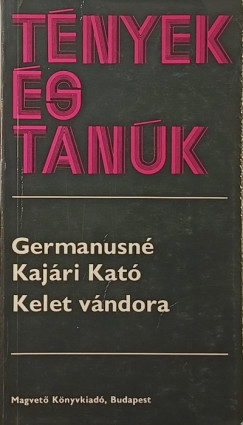 TÉNYEK
ÉS
TANÚK
Germanusné
Kajári Kató
Kelet vándora
Magvető Könyvkiadó, Budapest